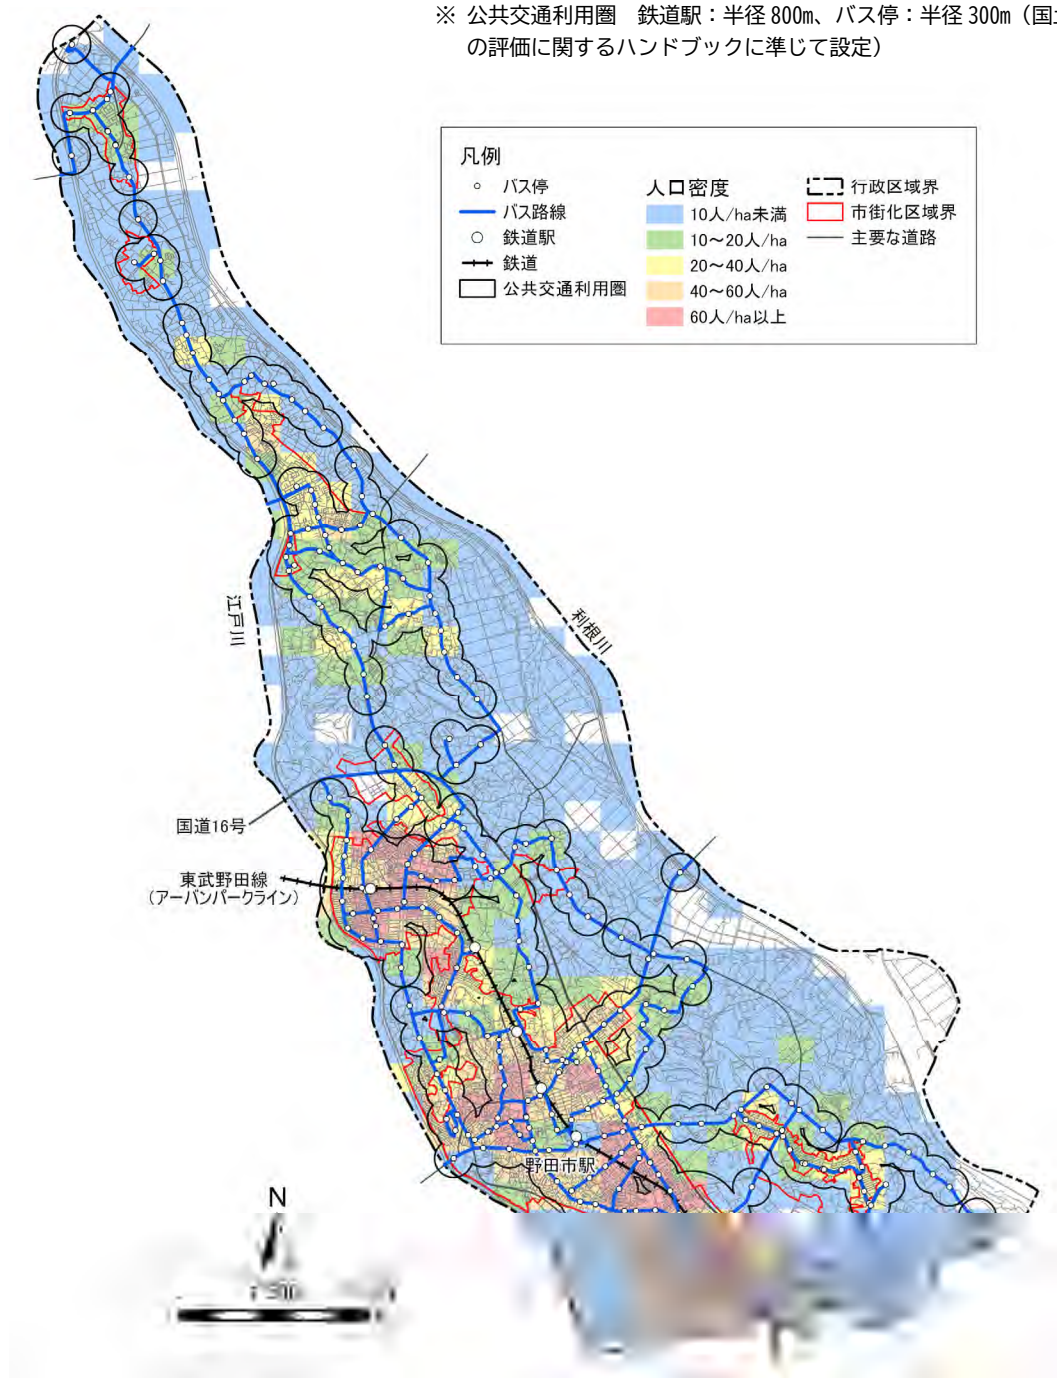 ※ 公共交通利用圏 鉄道駅：半径 800m、バス停：半径 300m（国
の評価に関するハンドブックに準じて設定）
凡例
バス停
バス路線
鉄道駅
鉄道
公共交通利用圏
人口密度
10人/ha未満
10～20人/ha
20～40人/ha
40～60人/ha
60人/ha以上
行政区域界
市街化区域界
主要な道路
江戸川
利根川
国道16号
東武野田線
（アーバンパークライン）
野田市駅
N